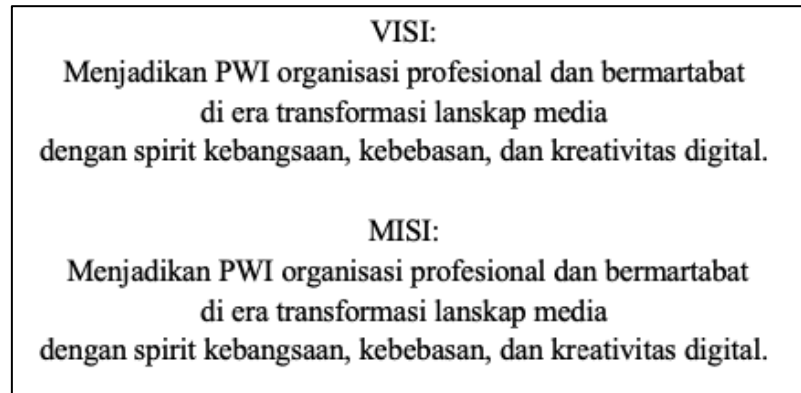 VISI:
Menjadikan PWI organisasi profesional dan bermartabat
di era transformasi lanskap media
dengan spirit kebangsaan, kebebasan, dan kreativitas digital.
MISI:
Menjadikan PWI organisasi profesional dan bermartabat
di era transformasi lanskap media
dengan spirit kebangsaan, kebebasan, dan kreativitas digital.